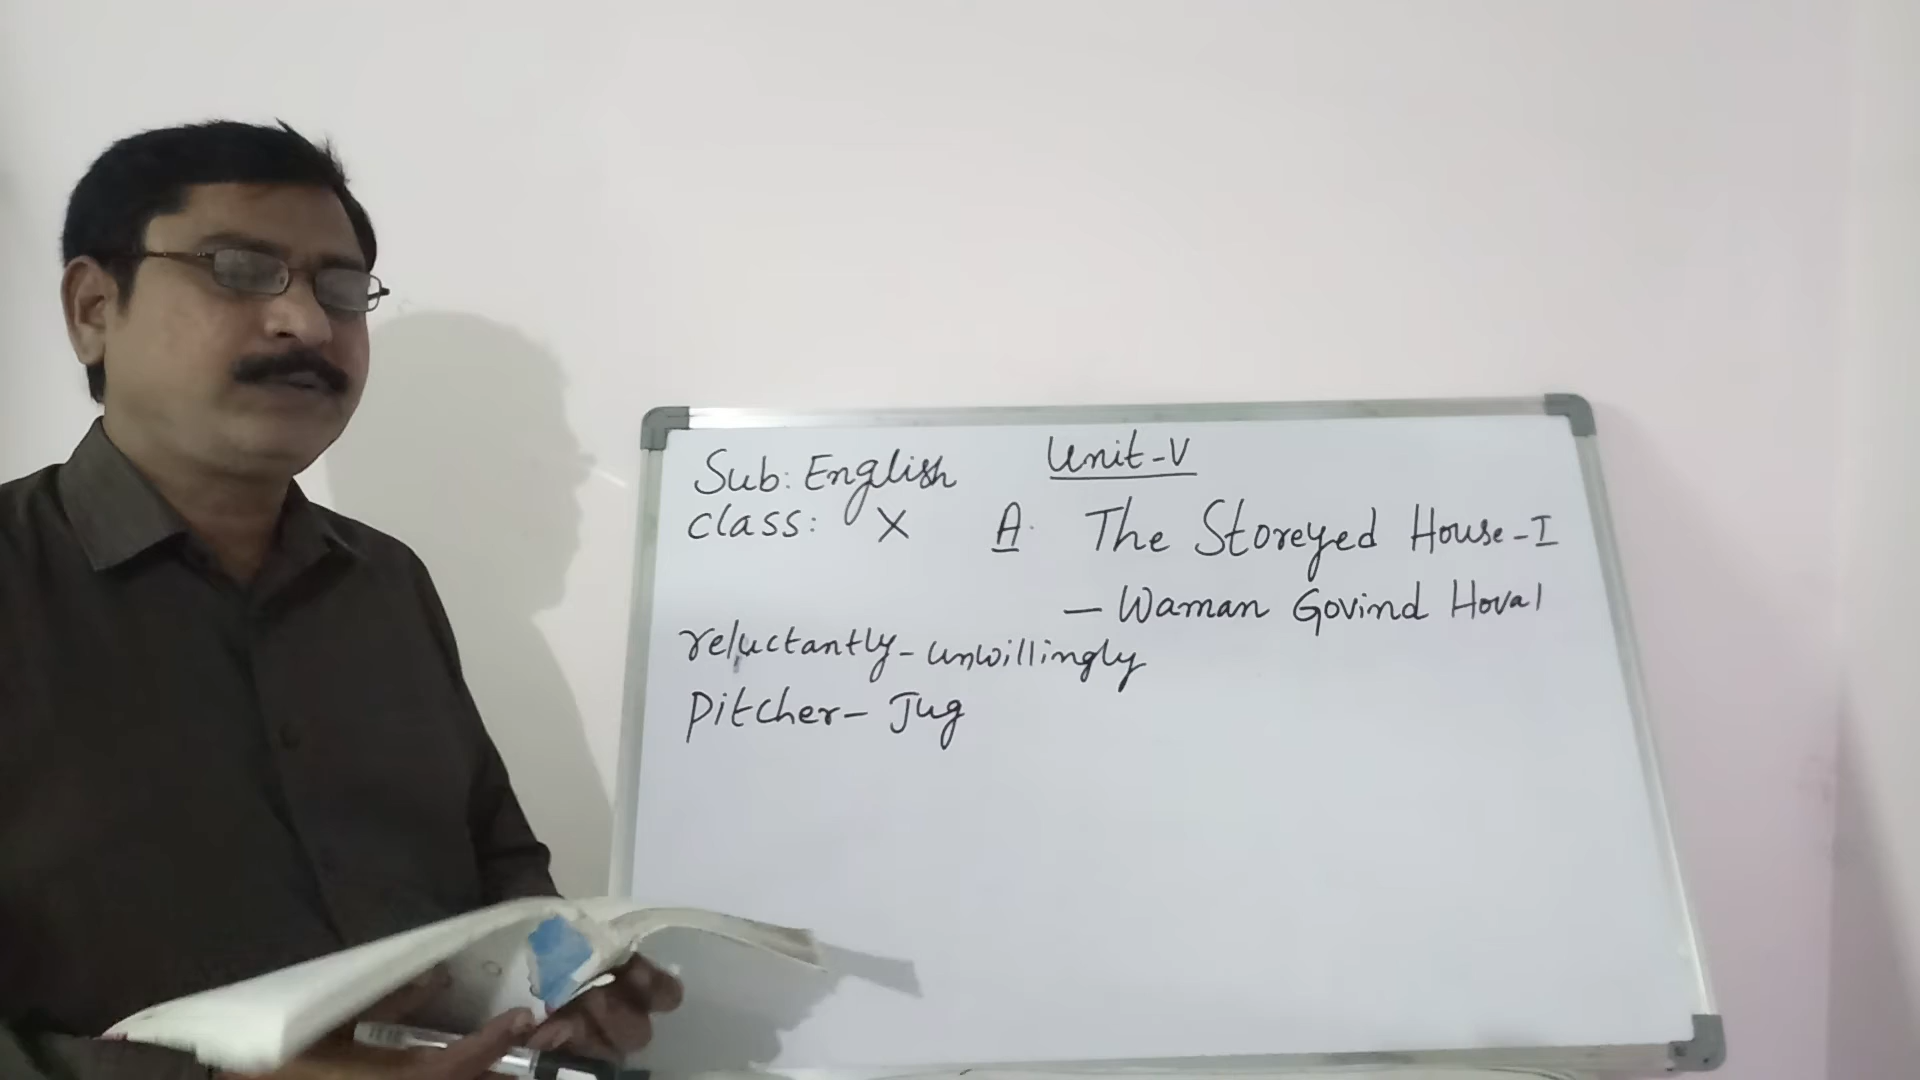 Sub: English Unit-V
Class: X A. The Storeyed House-I
- Waman Govind Hoval
reluctantly - unwillingly
Pitcher - Jug